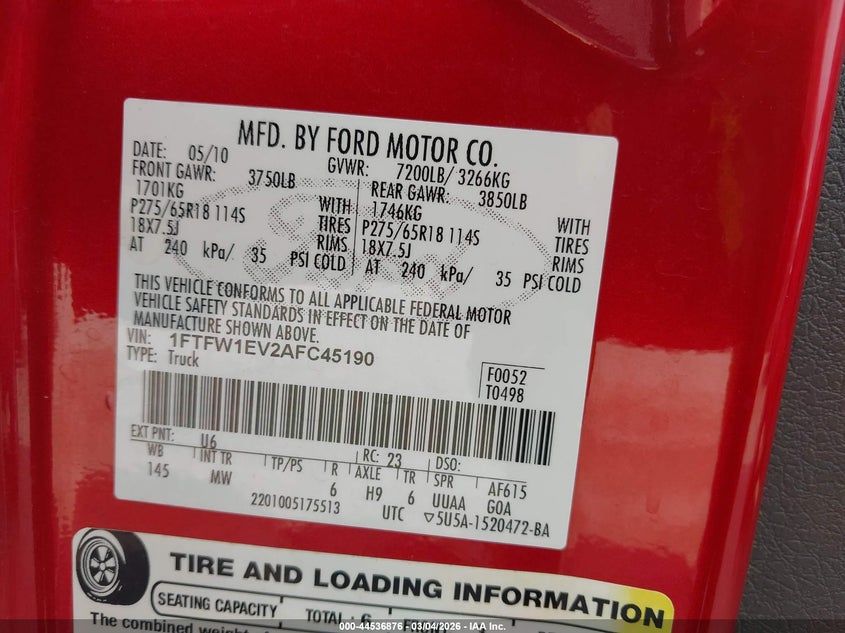 MFD. BY FORD MOTOR CO.
DATE: 05/10 GVWR: 7200LB/ 3266KG
FRONT GAWR: 3750LB REAR GAWR: 3850LB
1701KG WITH 1746KG WITH
P275/65R18 114S TIRES P275/65R18 114S TIRES
18X7.5J RIMS 18X7.5J RIMS
AT 240 kPa/ 35 PSI COLD AT 240 kPa/ 35 PSI COLD
THIS VEHICLE CONFORMS TO ALL APPLICABLE FEDERAL MOTOR
VEHICLE SAFETY STANDARDS IN EFFECT ON THE DATE OF
MANUFACTURE SHOWN ABOVE.
VIN: 1FTFW1EV2AFC45190
TYPE: Truck
F0052
T0498
EXT PNT: U6 RC: 23 DSO:
WB INT TR TP/PS R AXLE TR SPR AF615
145 MW 6 H9 6 UUAA GOA
2201005175513 UTC ▽5U5A-1520472-BA
TIRE AND LOADING INFORMATION
SEATING CAPACITY TOTAL : 6
The combined
000-44536876 - 03/04/2026 - IAA Inc.